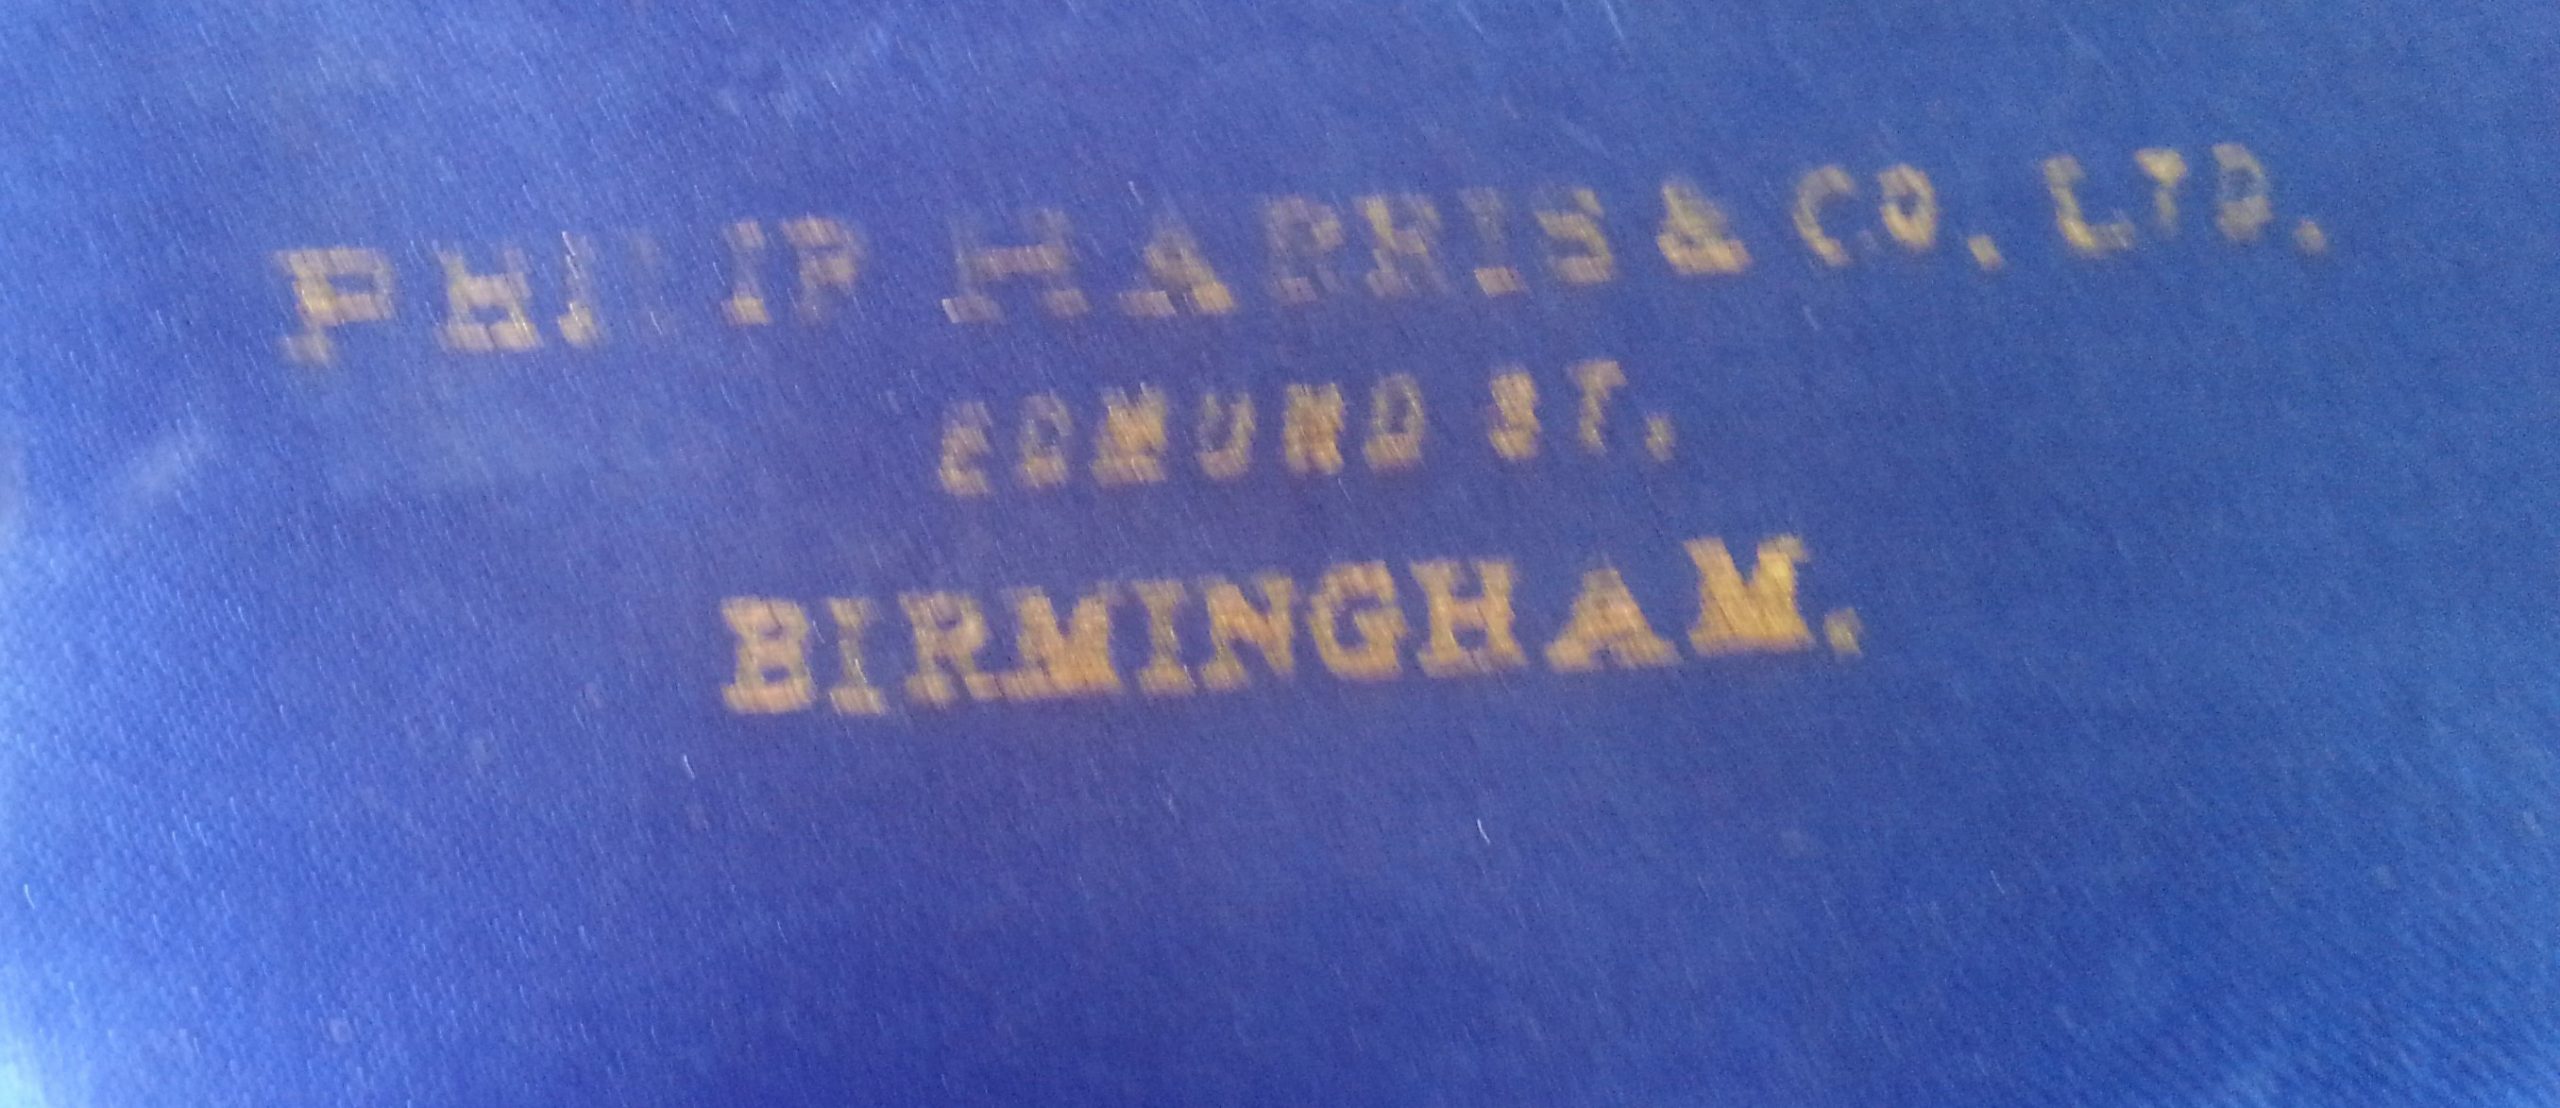 PHILIP HARRIS & CO. LTD.
EDMUND ST.
BIRMINGHAM.